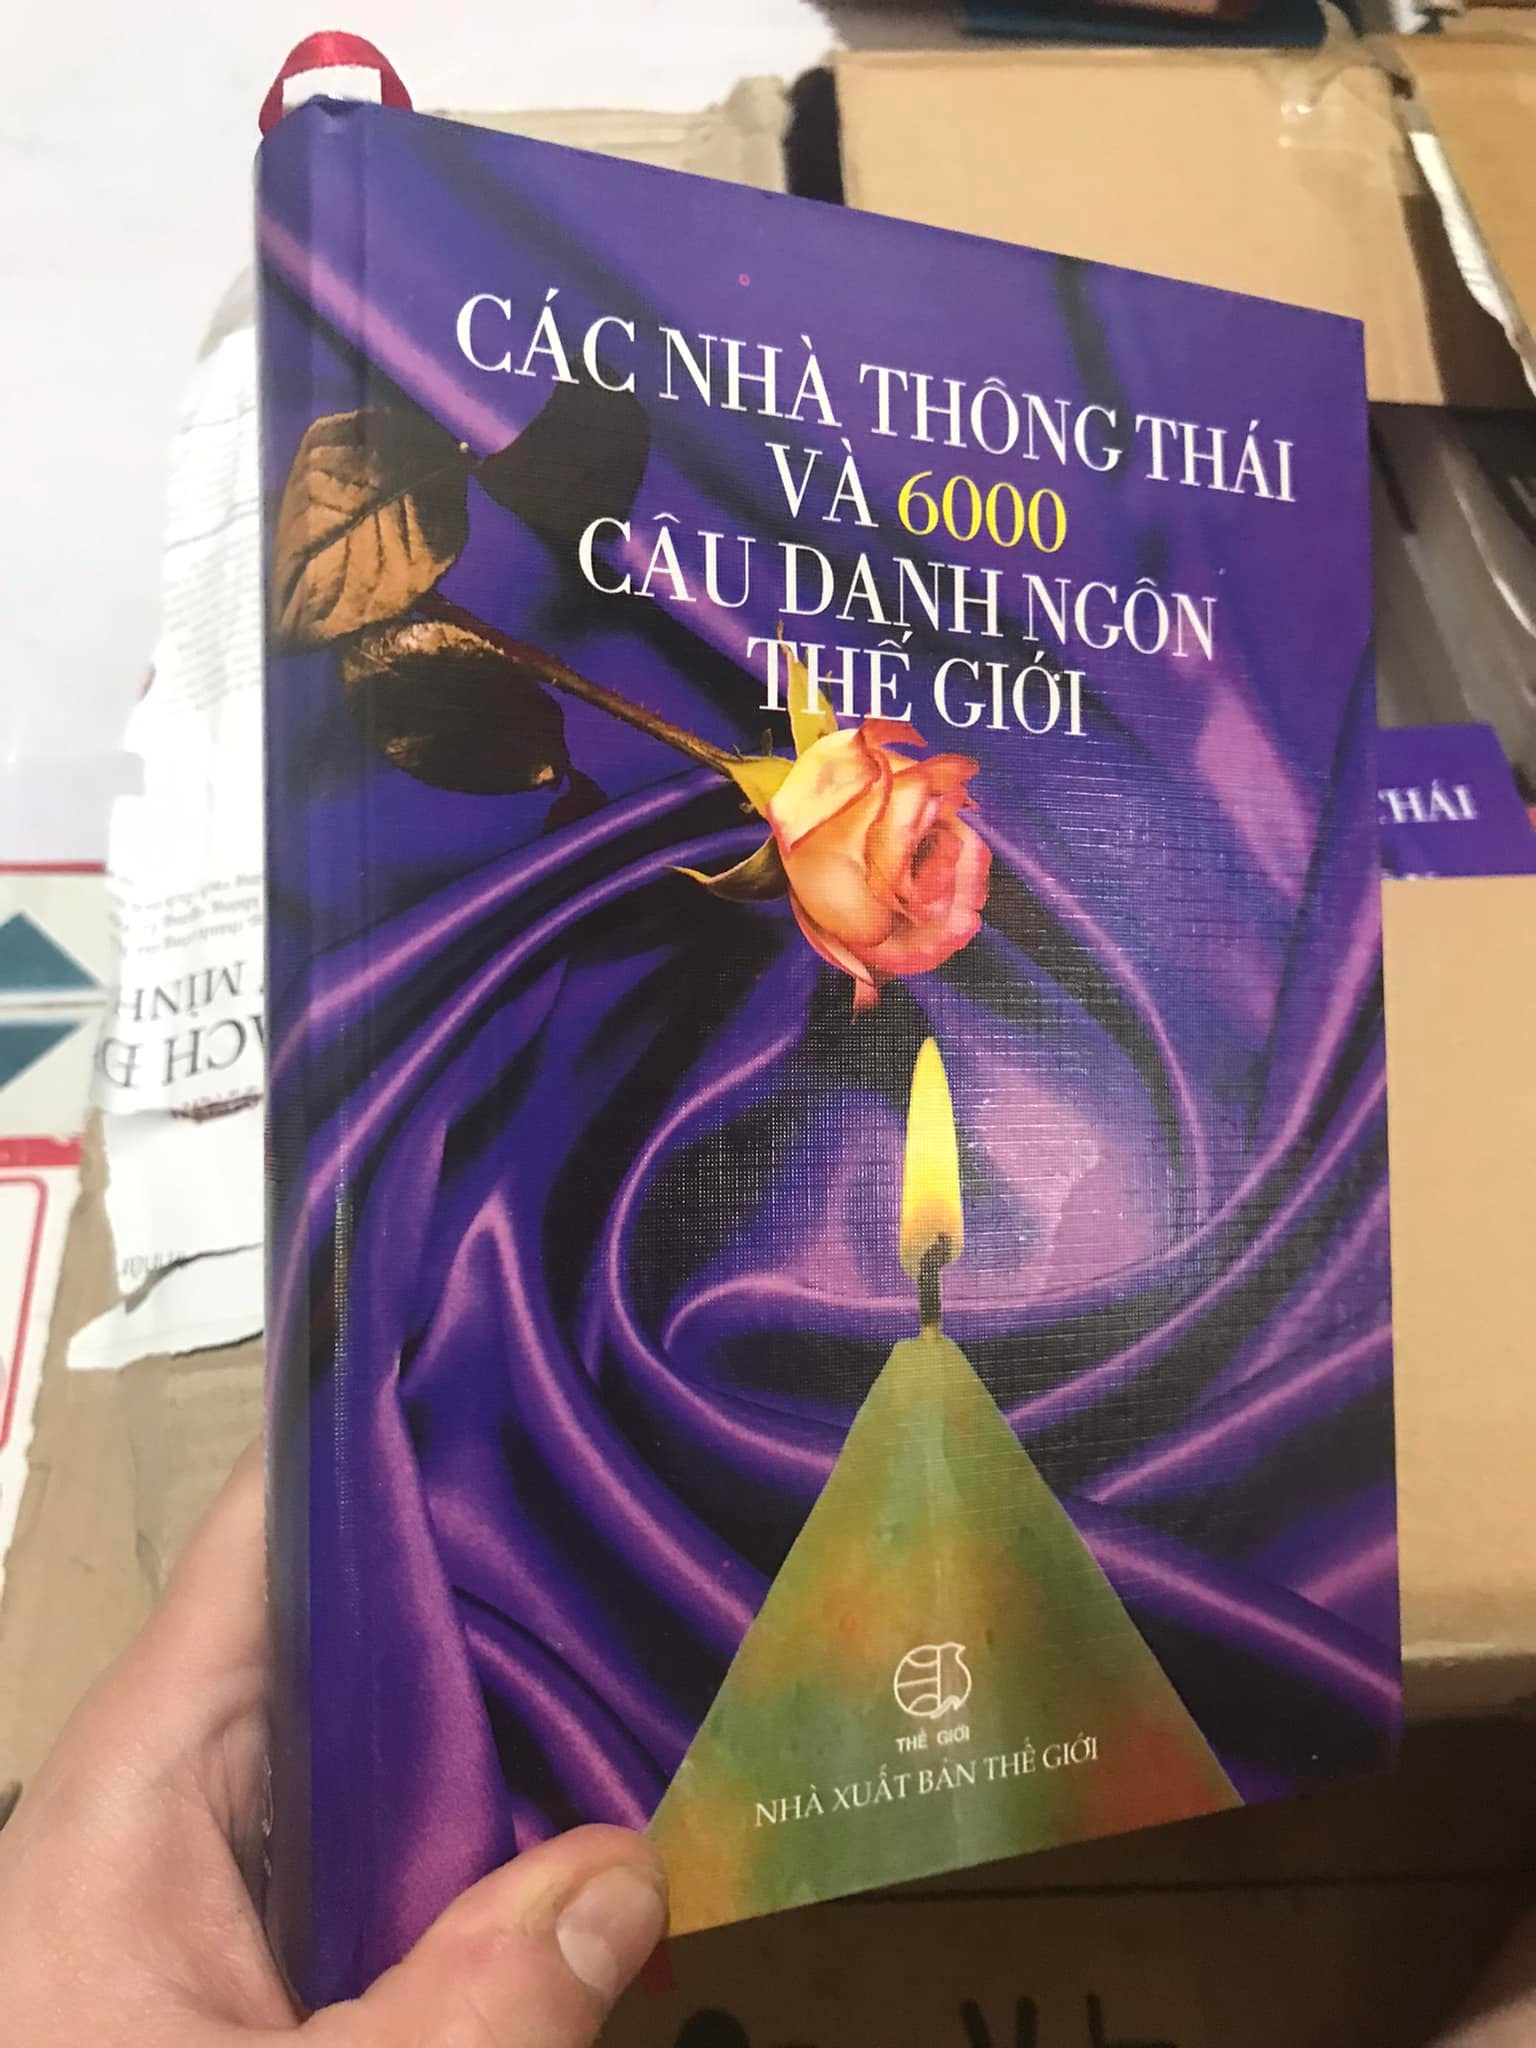 CÁC NHÀ THÔNG THÁI
VÀ 6000
CÂU DANH NGÔN
THẾ GIỚI
THẾ GIỚI
NHÀ XUẤT BẢN THẾ GIỚI
THÁI
MÌNH